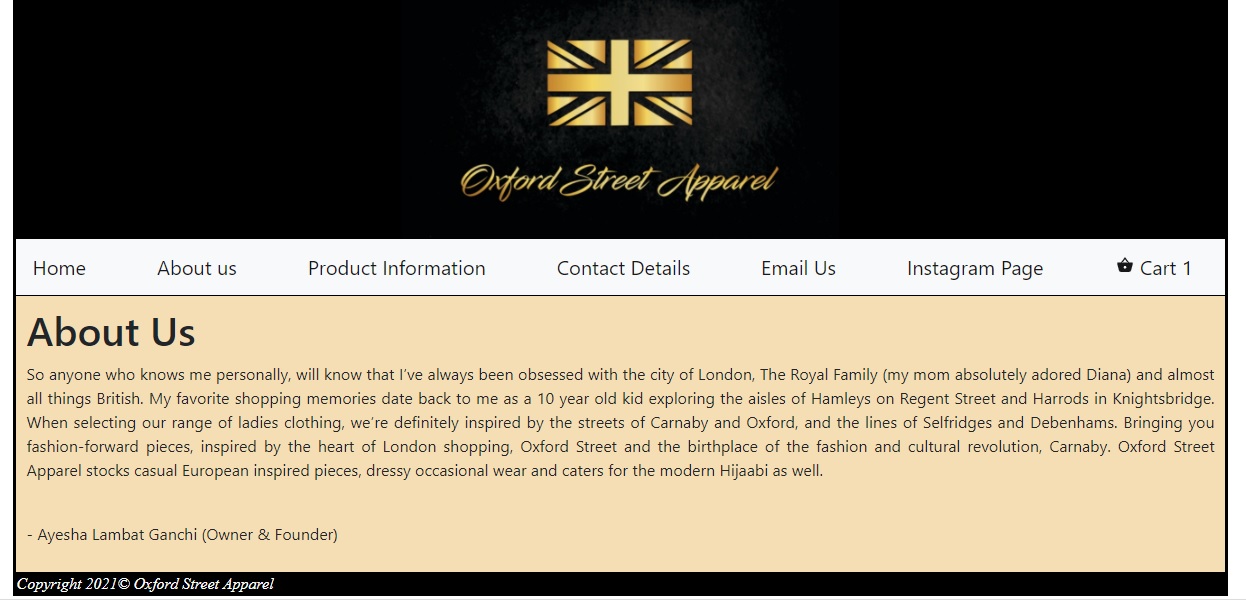 Oxford Street Apparel
Home About us Product Information Contact Details Email Us Instagram Page Cart 1
About Us
So anyone who knows me personally, will know that I've always been obsessed with the city of London, The Royal Family (my mom absolutely adored Diana) and almost
all things British. My favorite shopping memories date back to me as a 10 year old kid exploring the aisles of Hamleys on Regent Street and Harrods in Knightsbridge.
When selecting our range of ladies clothing, we're definitely inspired by the streets of Carnaby and Oxford, and the lines of Selfridges and Debenhams. Bringing you
fashion-forward pieces, inspired by the heart of London shopping, Oxford Street and the birthplace of the fashion and cultural revolution, Carnaby. Oxford Street
Apparel stocks casual European inspired pieces, dressy occasional wear and caters for the modern Hijaabi as well.
- Ayesha Lambat Ganchi (Owner & Founder)
Copyright 2021© Oxford Street Apparel